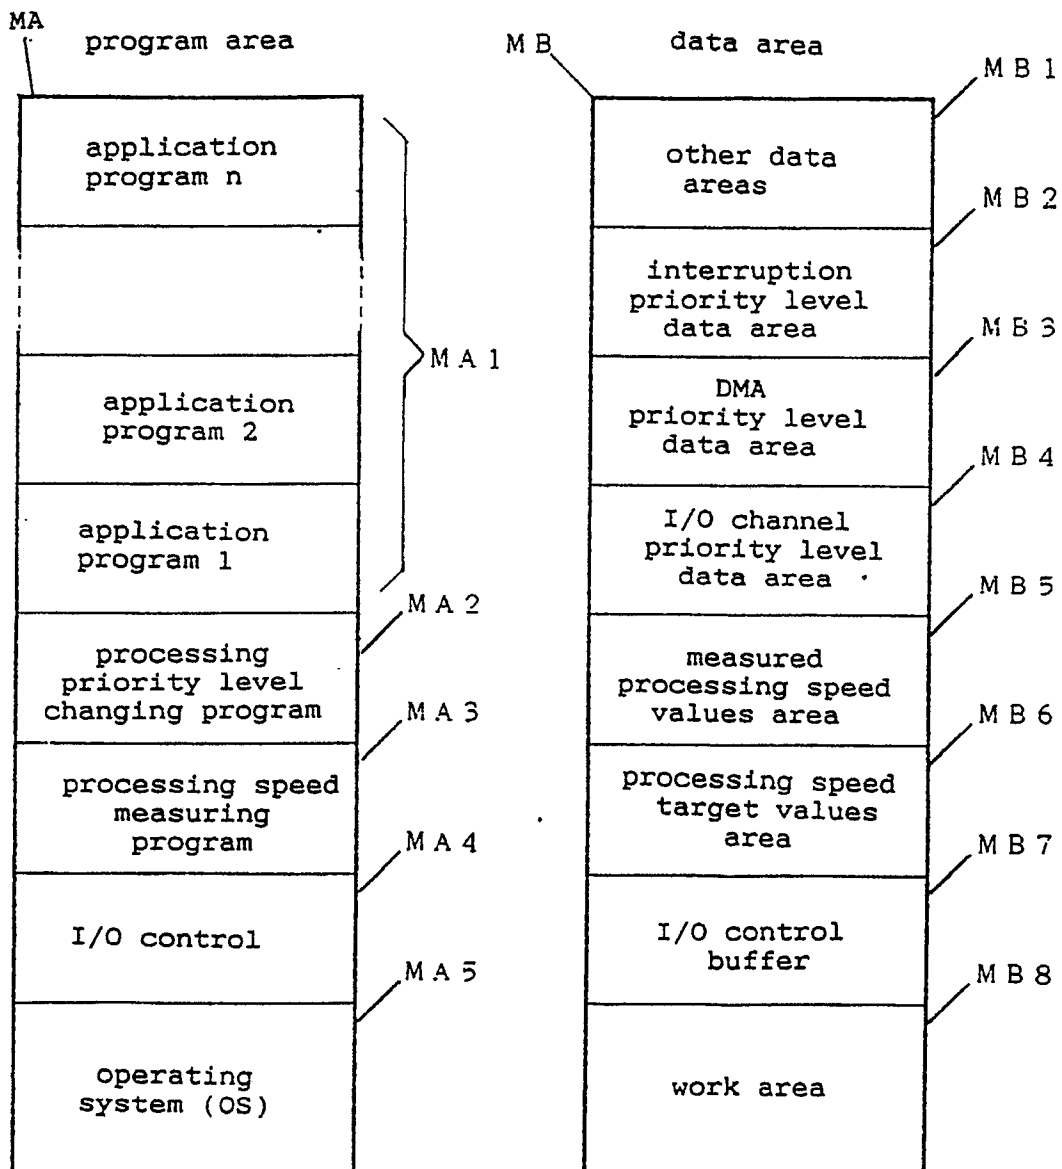 MA
program area
application
program n
application
program 2
application
program 1
MA1
MA2
processing
priority level
changing program
MA3
processing speed
measuring
program
MA4
I/O control
MA5
operating
system (OS)
MB
data area
MB1
other data
areas
MB2
interruption
priority level
data area
MB3
DMA
priority level
data area
MB4
I/O channel
priority level
data area
MB5
measured
processing speed
values area
MB6
processing speed
target values
area
MB7
I/O control
buffer
MB8
work area